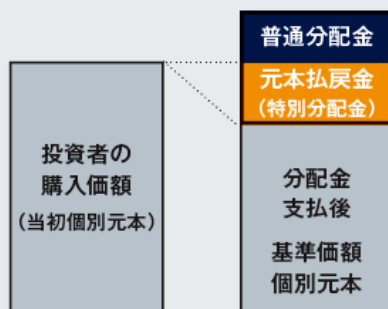 投資者の
購入価額
（当初個別元本）
普通分配金
元本払戻金
（特別分配金）
分配金
支払後
基準価額
個別元本